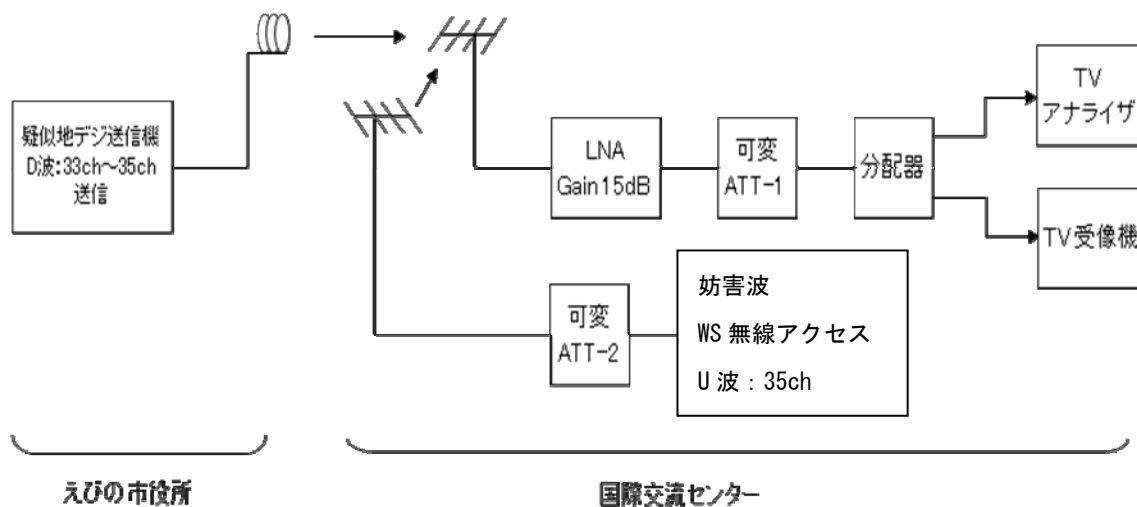 疑似地デジ送信機
D波:33ch～35ch
送信
LNA
Gain15dB
可変
ATT-1
分配器
TV
アナライザ
TV受像機
可変
ATT-2
妨害波
WS 無線アクセス
U 波：35ch
えびの市役所
国際交流センター